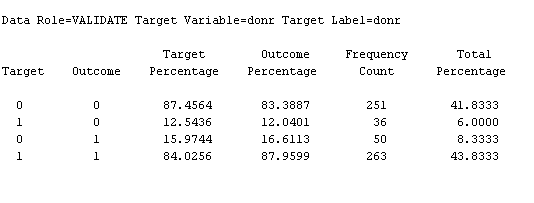 Data Role=VALIDATE Target Variable=donr Target Label=donr
Target Outcome Frequency Total
Target Outcome Percentage Percentage Count Percentage
0 0 87.4564 83.3887 251 41.8333
1 0 12.5436 12.0401 36 6.0000
0 1 15.9744 16.6113 50 8.3333
1 1 84.0256 87.9599 263 43.8333